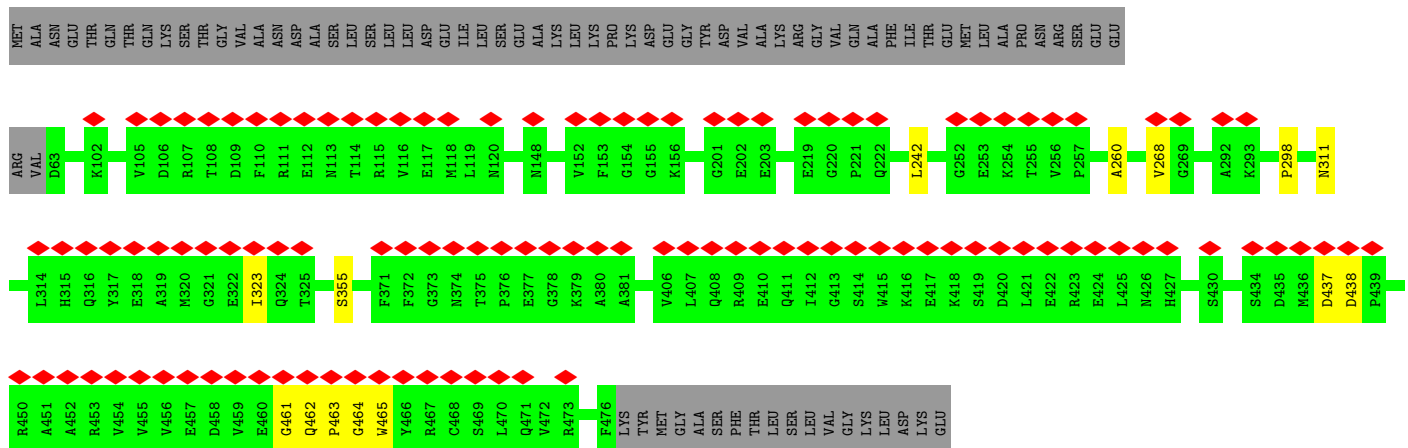 MET ALA ASN GLU THR GLN THR GLN LYS SER THR GLY VAL ALA ASN ASP ALA SER LEU SER LEU LEU ASP GLU ILE LEU SER GLU ALA LYS LEU LYS PRO LYS ASP GLU GLY TYR ASP VAL ALA LYS ARG GLY VAL GLN ALA PHE ILE THR GLU MET LEU ALA PRO ASN ARG SER GLU GLU
ARG VAL D63 K102 V105 D106 R107 T108 D109 F110 R111 E112 N113 T114 R115 V116 E117 M118 L119 N120 N148 V152 F153 G154 G155 K156 G201 E202 E203 E219 G220 P221 Q222 L242 G252 E253 K254 T255 V256 P257 A260 V268 G269 A292 K293 P298 N311
L314 H315 Q316 Y317 E318 A319 M320 G321 E322 I323 Q324 T325 S355 F371 F372 G373 N374 T375 P376 E377 G378 K379 A380 A381 V406 L407 Q408 R409 E410 Q411 I412 G413 S414 W415 K416 E417 K418 S419 D420 L421 E422 R423 E424 L425 N426 H427 S430 S434 D435 M436 D437 D438 P439
R450 A451 A452 R453 V454 V455 V456 E457 D458 V459 E460 G461 Q462 P463 G464 W465 Y466 R467 C468 S469 L470 Q471 V472 R473 F476 LYS TYR MET GLY ALA SER PHE THR LEU SER LEU VAL GLY LYS LEU ASP LYS GLU